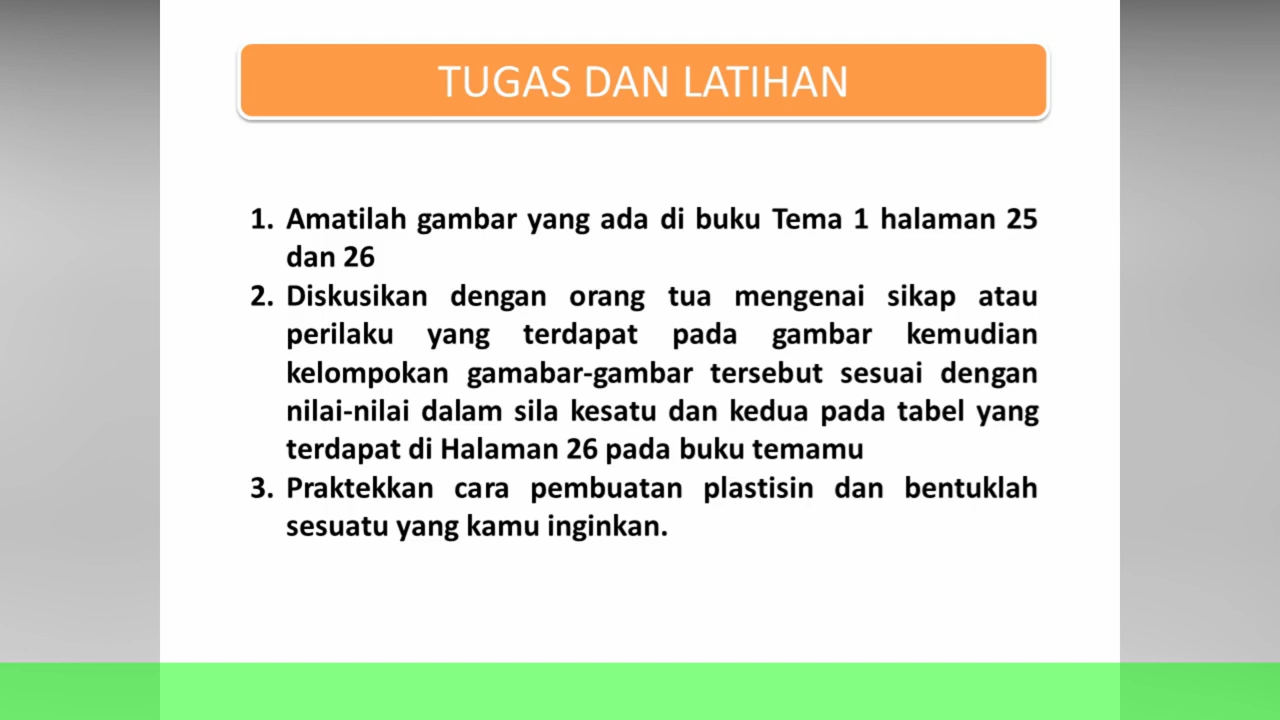 TUGAS DAN LATIHAN
1. Amatilah gambar yang ada di buku Tema 1 halaman 25
dan 26
2. Diskusikan dengan orang tua mengenai sikap atau
perilaku yang terdapat pada gambar kemudian
kelompokan gamabar-gambar tersebut sesuai dengan
nilai-nilai dalam sila kesatu dan kedua pada tabel yang
terdapat di Halaman 26 pada buku temamu
3. Praktekkan cara pembuatan plastisin dan bentuklah
sesuatu yang kamu inginkan.